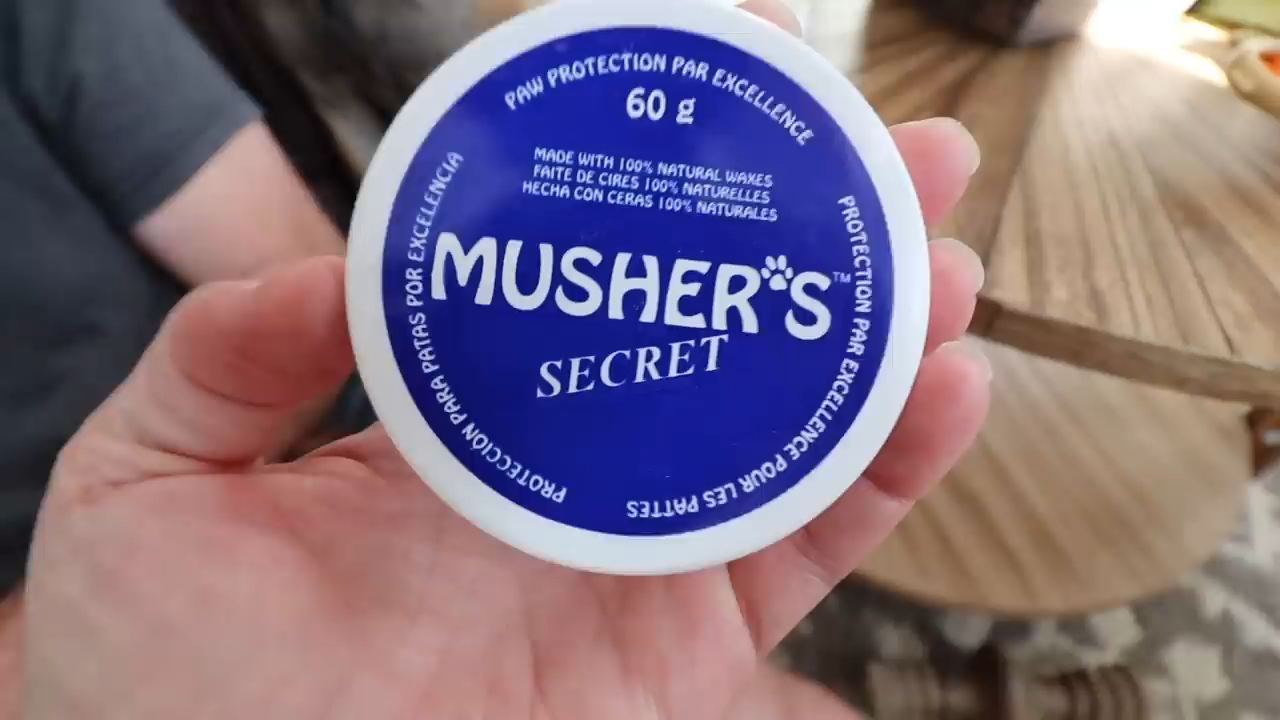 PAW PROTECTION PAR EXCELLENCE
60 g
MADE WITH 100% NATURAL WAXES
FAITE DE CIRES 100% NATURELLES
HECHA CON CERAS 100% NATURALES
MUSHER'S™
SECRET
PROTECTION PAR EXCELLENCE POUR LES PATTES
PROTECCIÓN PARA PATAS POR EXCELENCIA